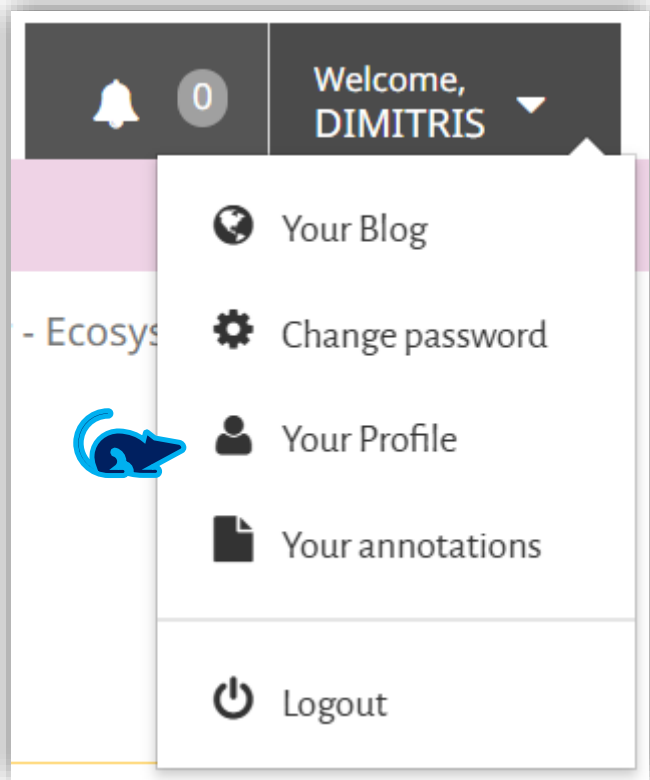 0
Welcome,
DIMITRIS
Your Blog
- Ecosys
Change password
Your Profile
Your annotations
Logout